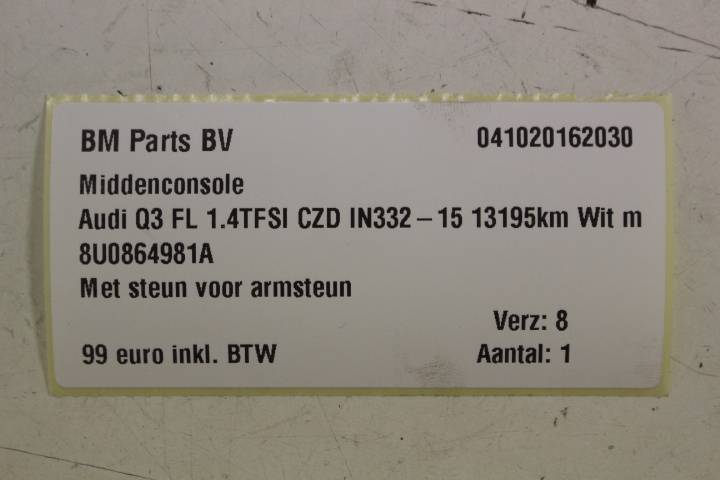 BM Parts BV 041020162030
Middenconsole
Audi Q3 FL 1.4TFSI CZD IN332 – 15 13195km Wit m
8U0864981A
Met steun voor armsteun
Verz: 8
99 euro inkl. BTW Aantal: 1